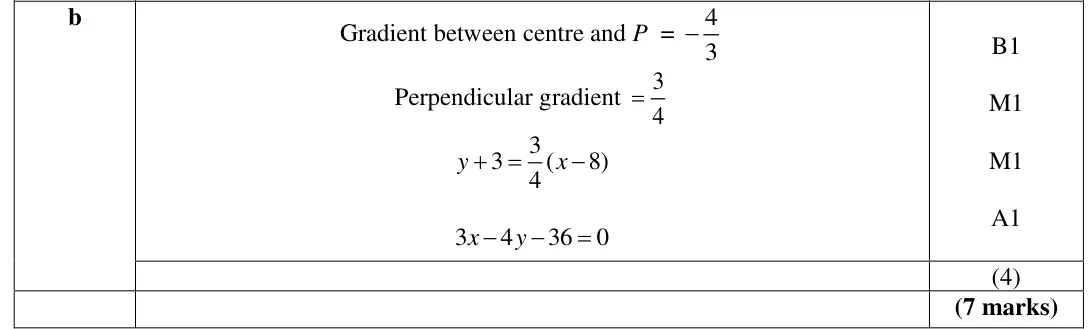 b
Gradient between centre and P = −4/3
B1
Perpendicular gradient = 3/4
M1
y + 3 = 3/4 (x − 8)
M1
3x − 4y − 36 = 0
A1
(4)
(7 marks)